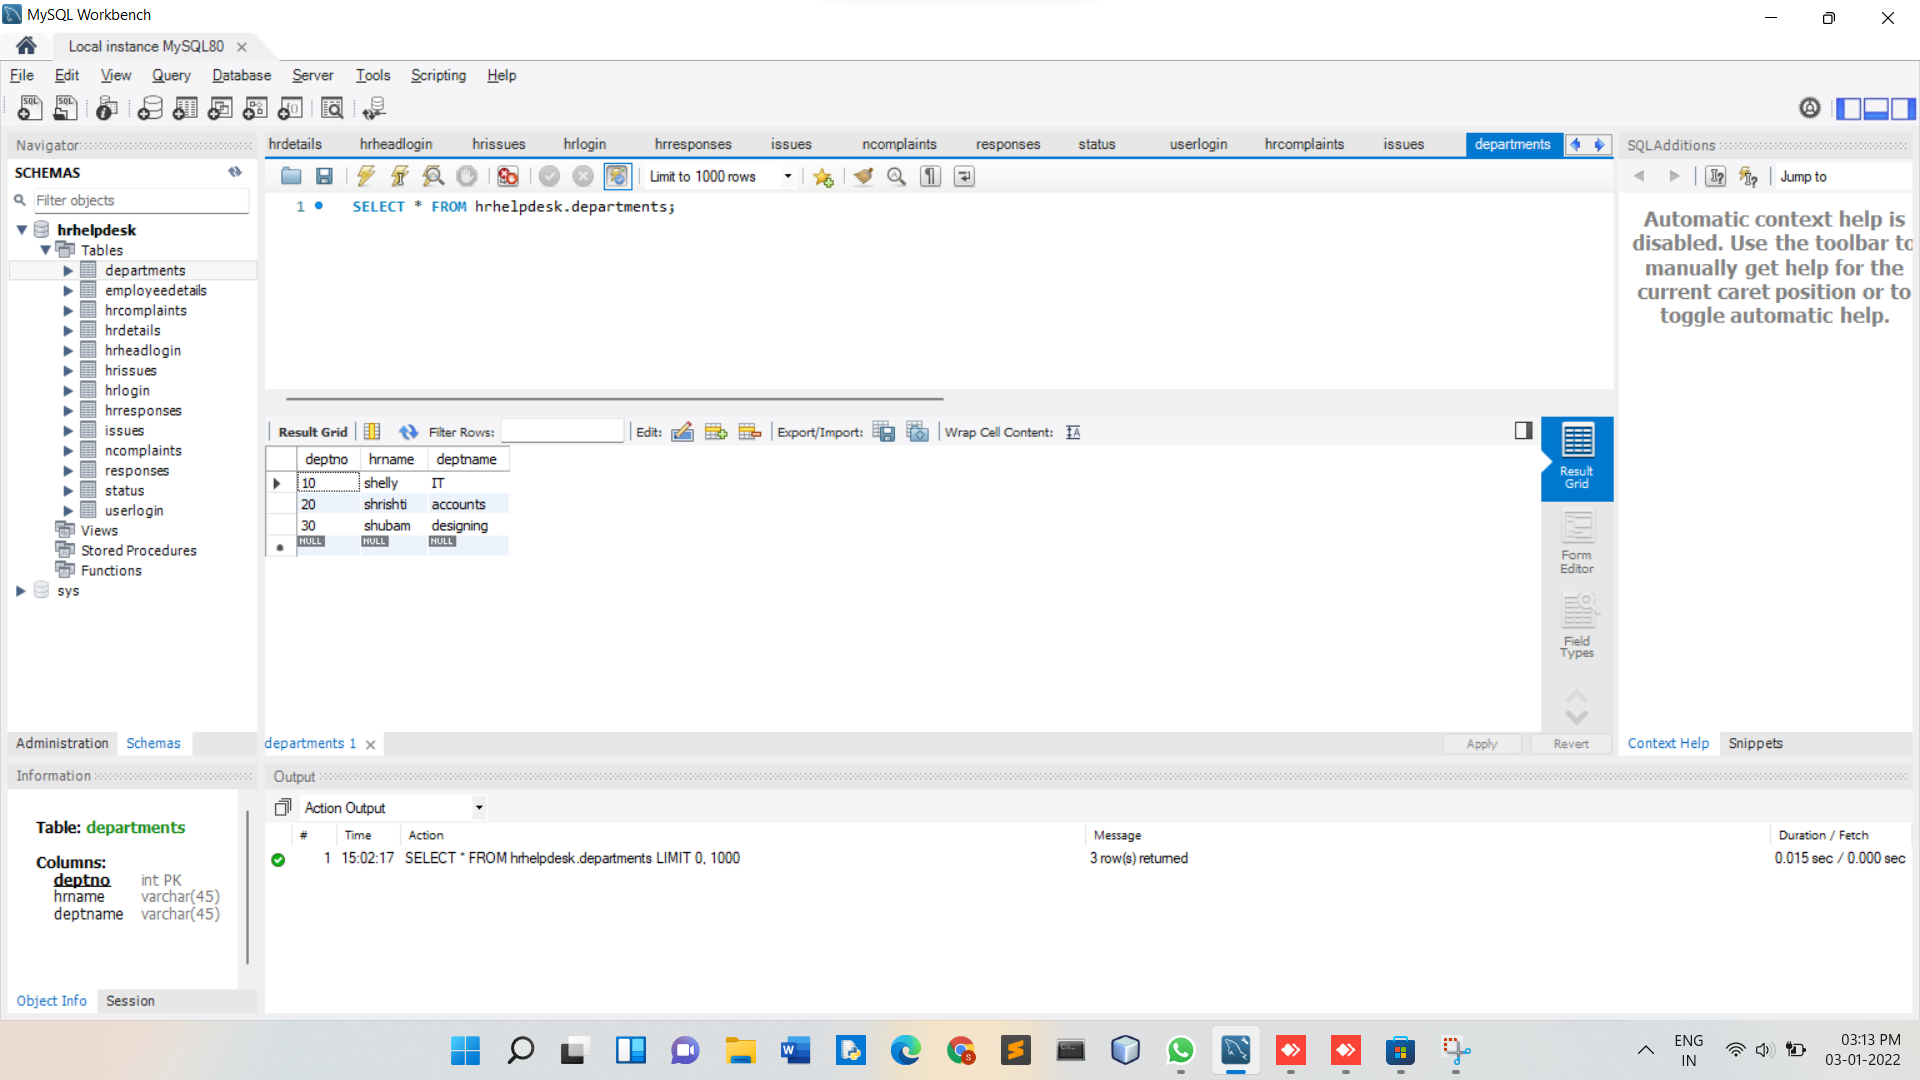 MySQL Workbench
Local instance MySQL80
File Edit View Query Database Server Tools Scripting Help
Navigator
SCHEMAS
Filter objects
hrhelpdesk
Tables
departments
employeedetails
hrcomplaints
hrdetails
hrheadlogin
hrissues
hrlogin
hrresponses
issues
ncomplaints
responses
status
userlogin
Views
Stored Procedures
Functions
sys
Administration Schemas
Information
Table: departments
Columns:
deptno int PK
hrname varchar(45)
deptname varchar(45)
Object Info Session
hrdetails hrheadlogin hrissues hrlogin hrresponses issues ncomplaints responses status userlogin hrcomplaints issues departments
Limit to 1000 rows
1 SELECT * FROM hrhelpdesk.departments;
Result Grid Filter Rows: Edit: Export/Import: Wrap Cell Content:
deptno hrname deptname
10 shelly IT
20 shrishti accounts
30 shubam designing
NULL NULL NULL
Result
Grid
Form
Editor
Field
Types
departments 1 Apply Revert
SQLAdditions
Jump to
Automatic context help is
disabled. Use the toolbar to
manually get help for the
current caret position or to
toggle automatic help.
Context Help Snippets
Output
Action Output
# Time Action Message Duration / Fetch
1 15:02:17 SELECT * FROM hrhelpdesk.departments LIMIT 0, 1000 3 row(s) returned 0.015 sec / 0.000 sec
ENG
IN
03:13 PM
03-01-2022